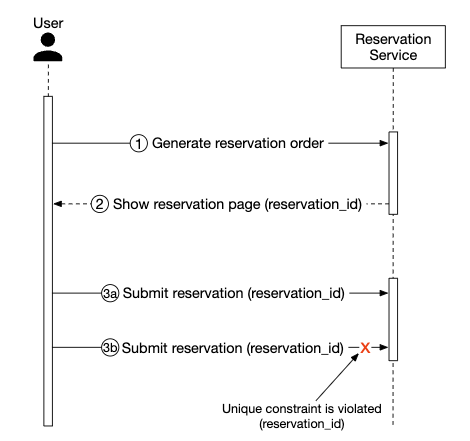 User
Reservation
Service
1 Generate reservation order
2 Show reservation page (reservation_id)
3a Submit reservation (reservation_id)
3b Submit reservation (reservation_id) X
Unique constraint is violated
(reservation_id)